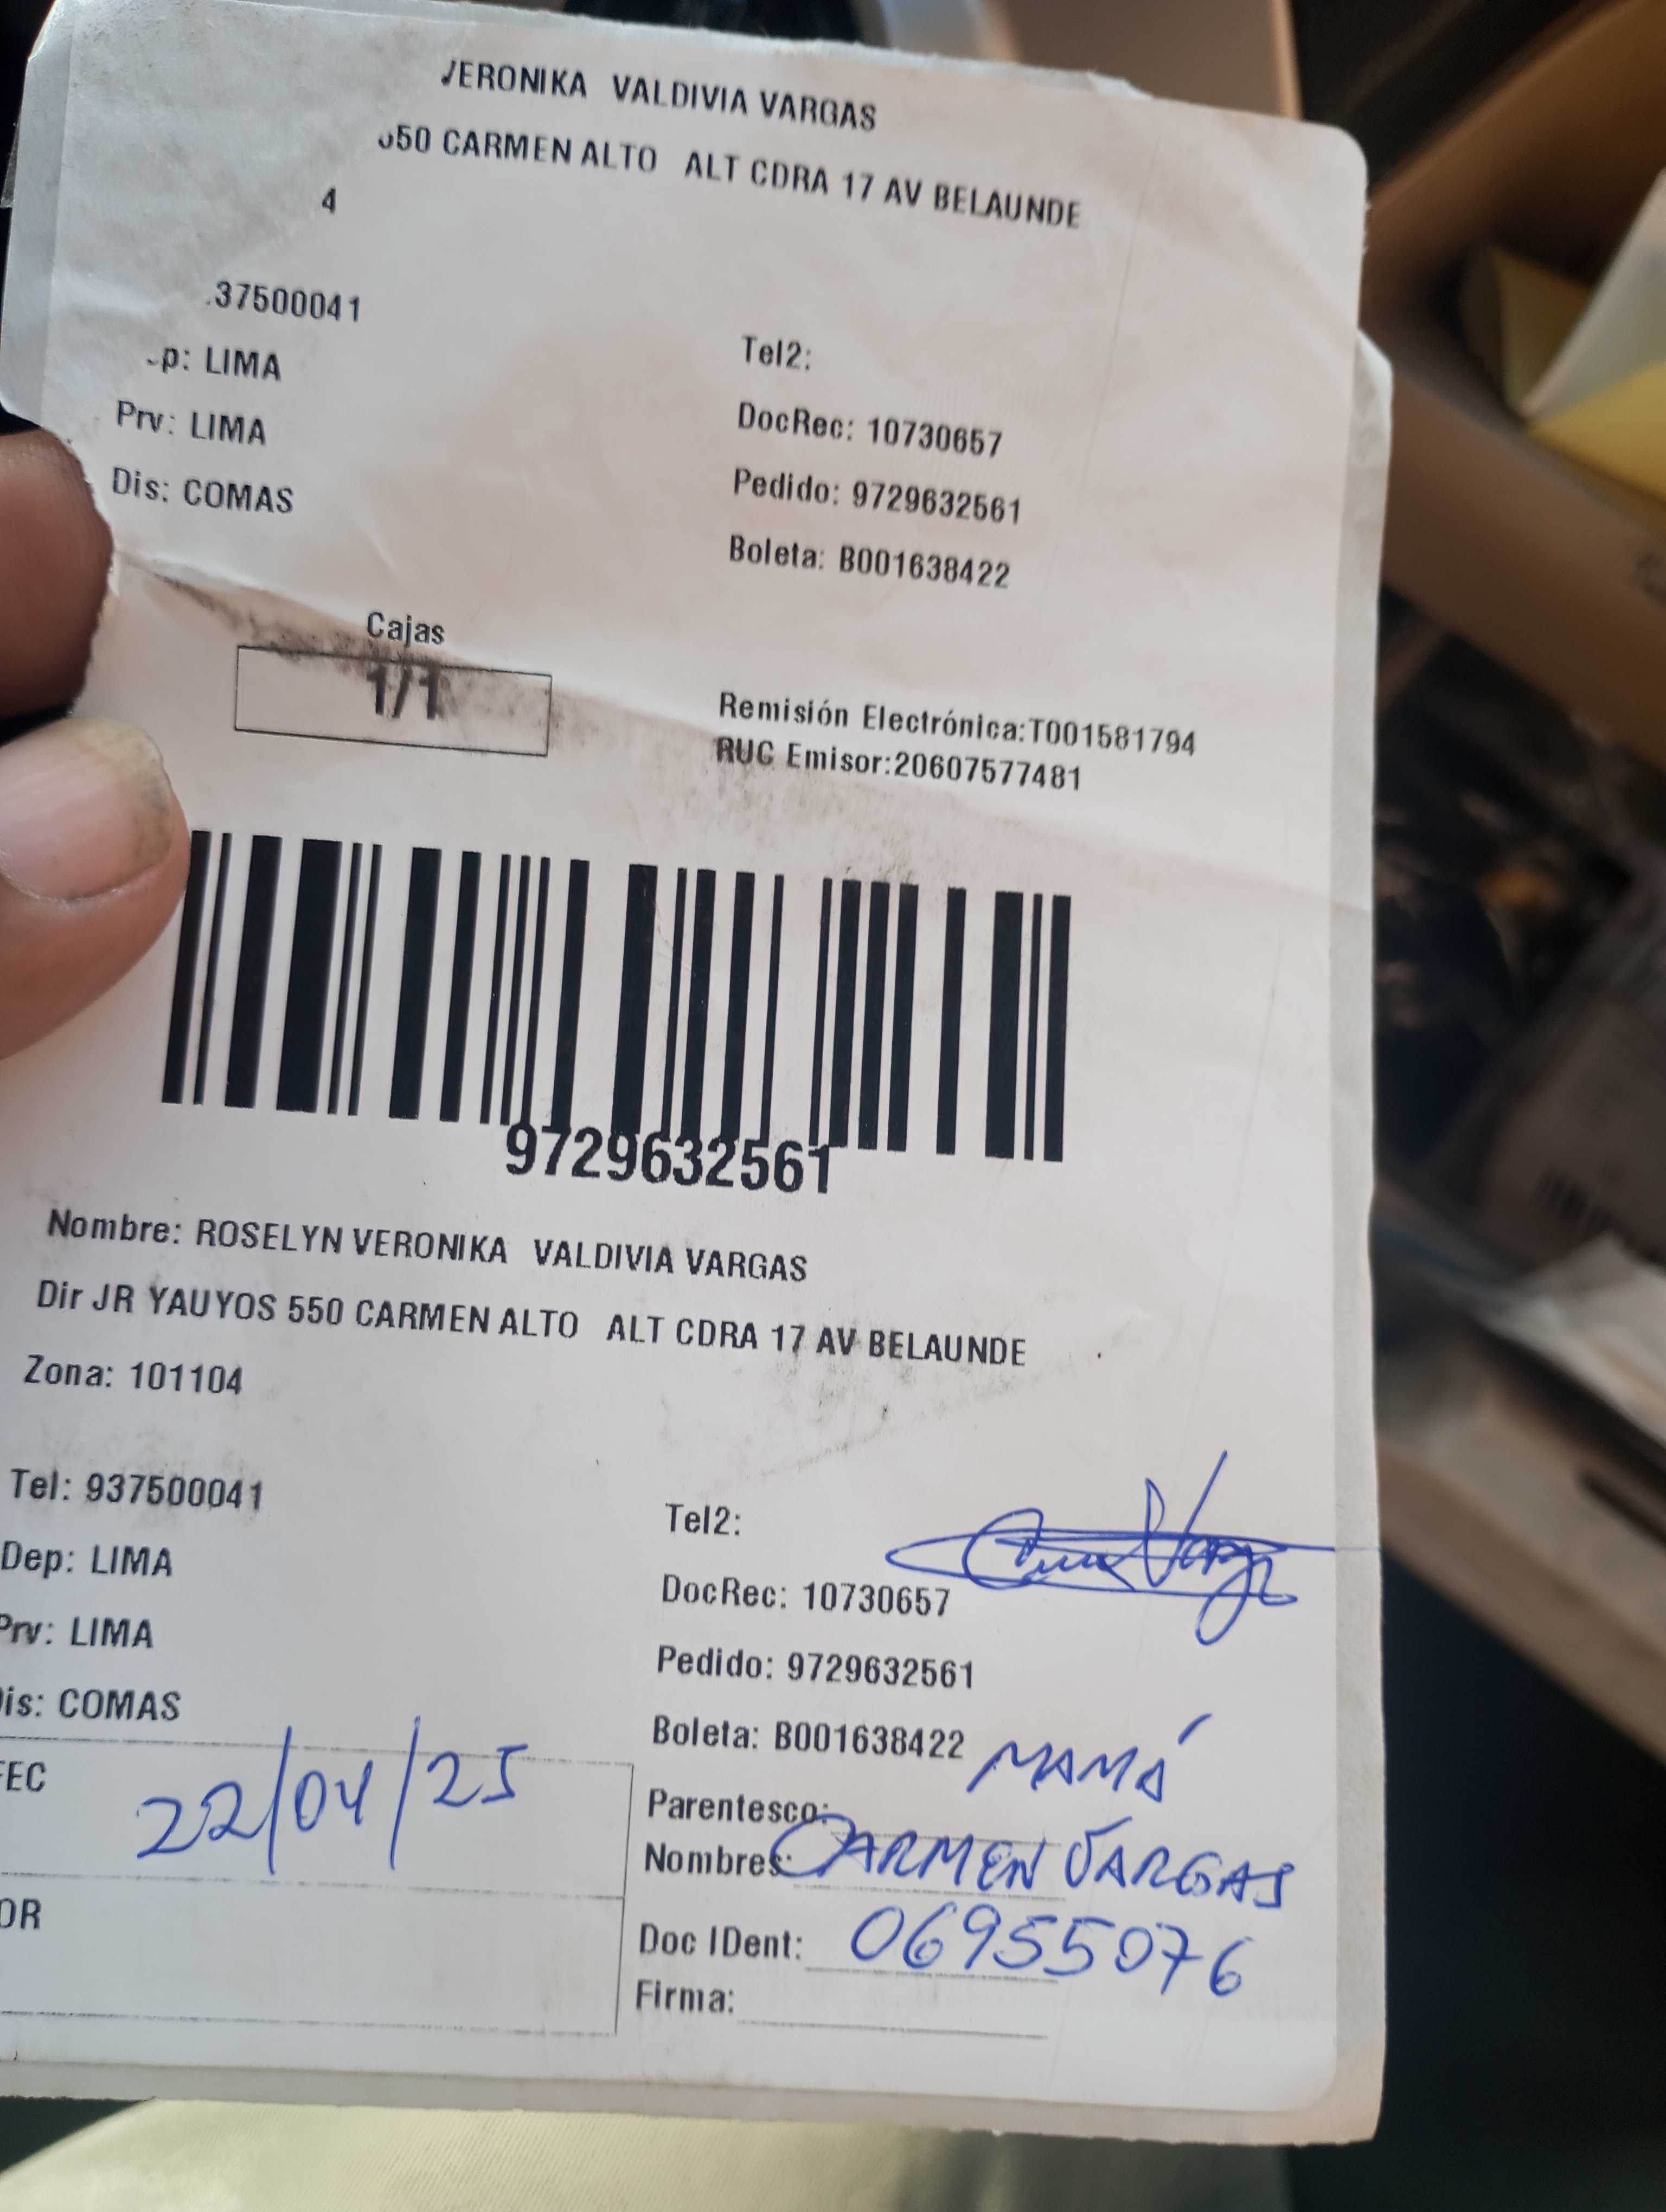 VERONIKA VALDIVIA VARGAS
550 CARMEN ALTO ALT CDRA 17 AV BELAUNDE
4
37500041
p: LIMA
Tel2:
Prv: LIMA
DocRec: 10730657
Dis: COMAS
Pedido: 9729632561
Boleta: B001638422
Cajas
1/1
Remisión Electrónica:T001581794
RUC Emisor:20607577481
9729632561
Nombre: ROSELYN VERONIKA VALDIVIA VARGAS
Dir JR YAUYOS 550 CARMEN ALTO ALT CDRA 17 AV BELAUNDE
Zona: 101104
Tel: 937500041
Tel2:
Dep: LIMA
DocRec: 10730657
Prv: LIMA
Pedido: 9729632561
Dis: COMAS
Boleta: B001638422
FEC 22/04/25
MAMÁ
Parentesco:
Nombres: CARMEN VARGAS
OR
Doc IDent: 06955076
Firma: